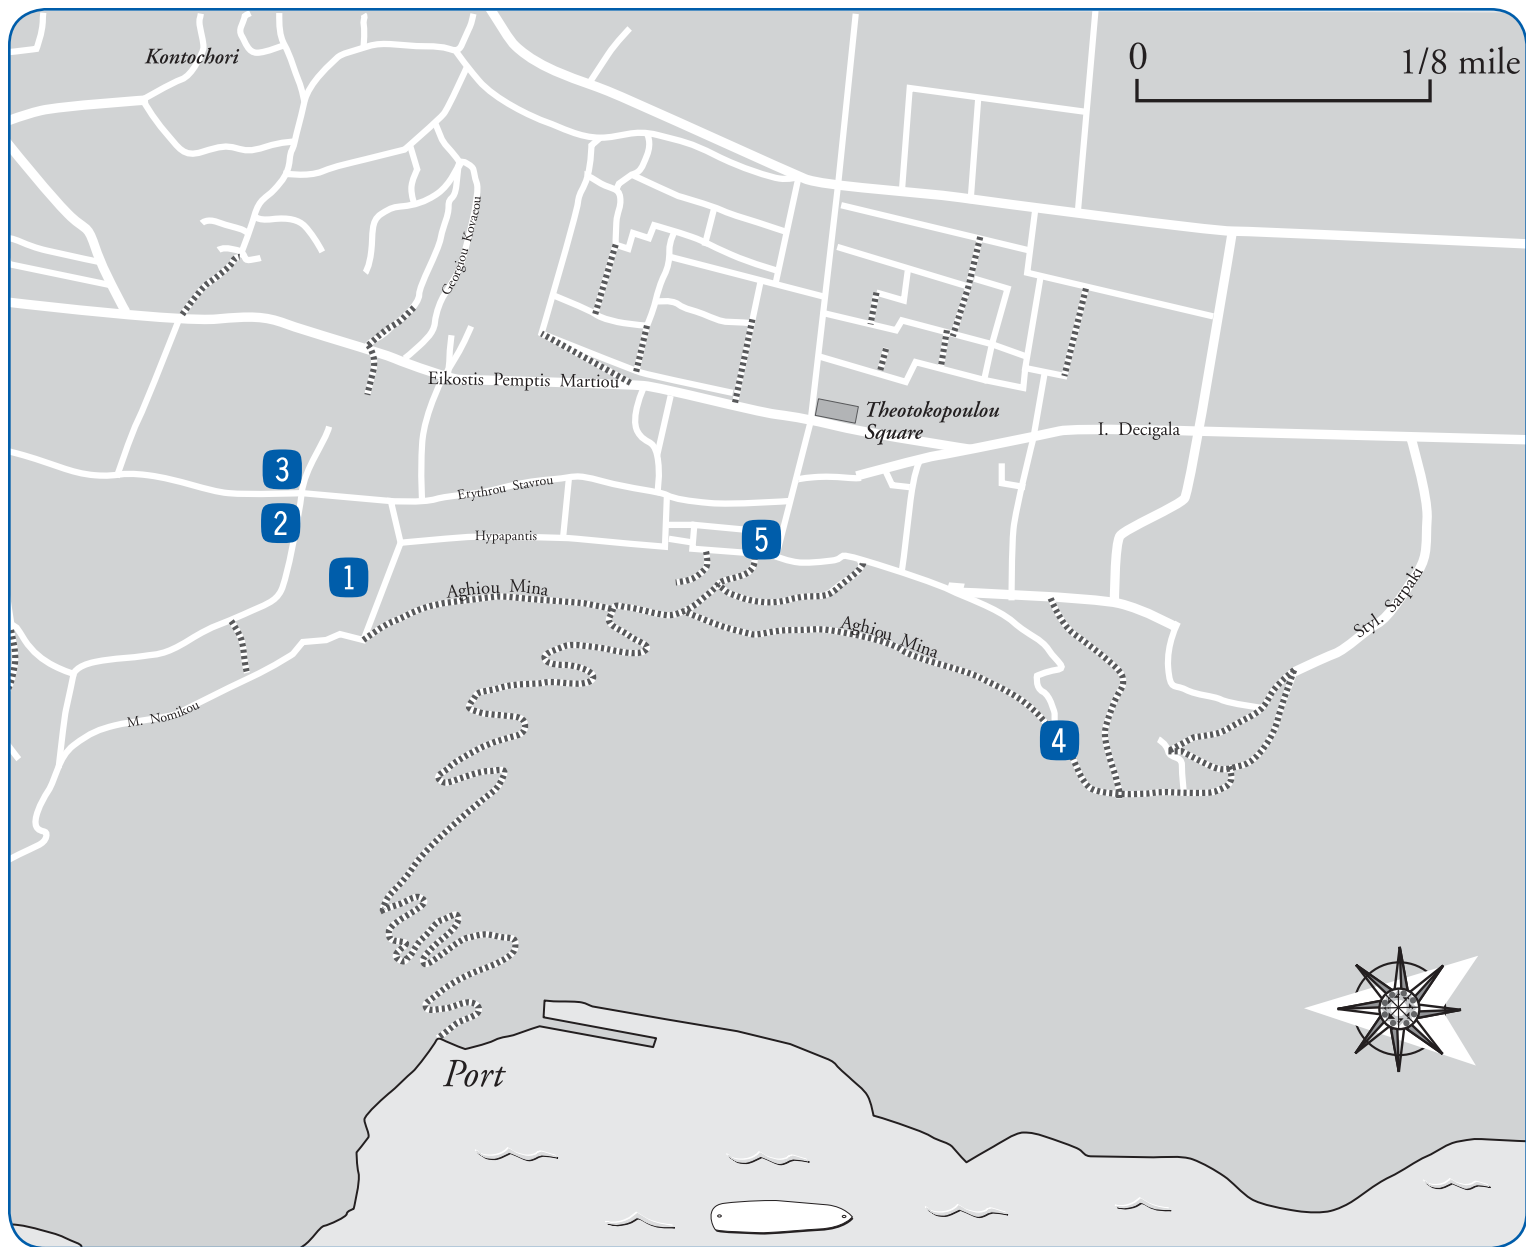 Kontochori
0
1/8 mile
Georgiou Kovaeou
Eikostis Pemptis Martiou
Theotokopoulou
Square
I. Decigala
3
Erythrou Stavrou
2
Hypapantis
5
1
Aghiou Mina
Aghiou Mina
Styl. Sarpaki
M. Nomikou
4
Port